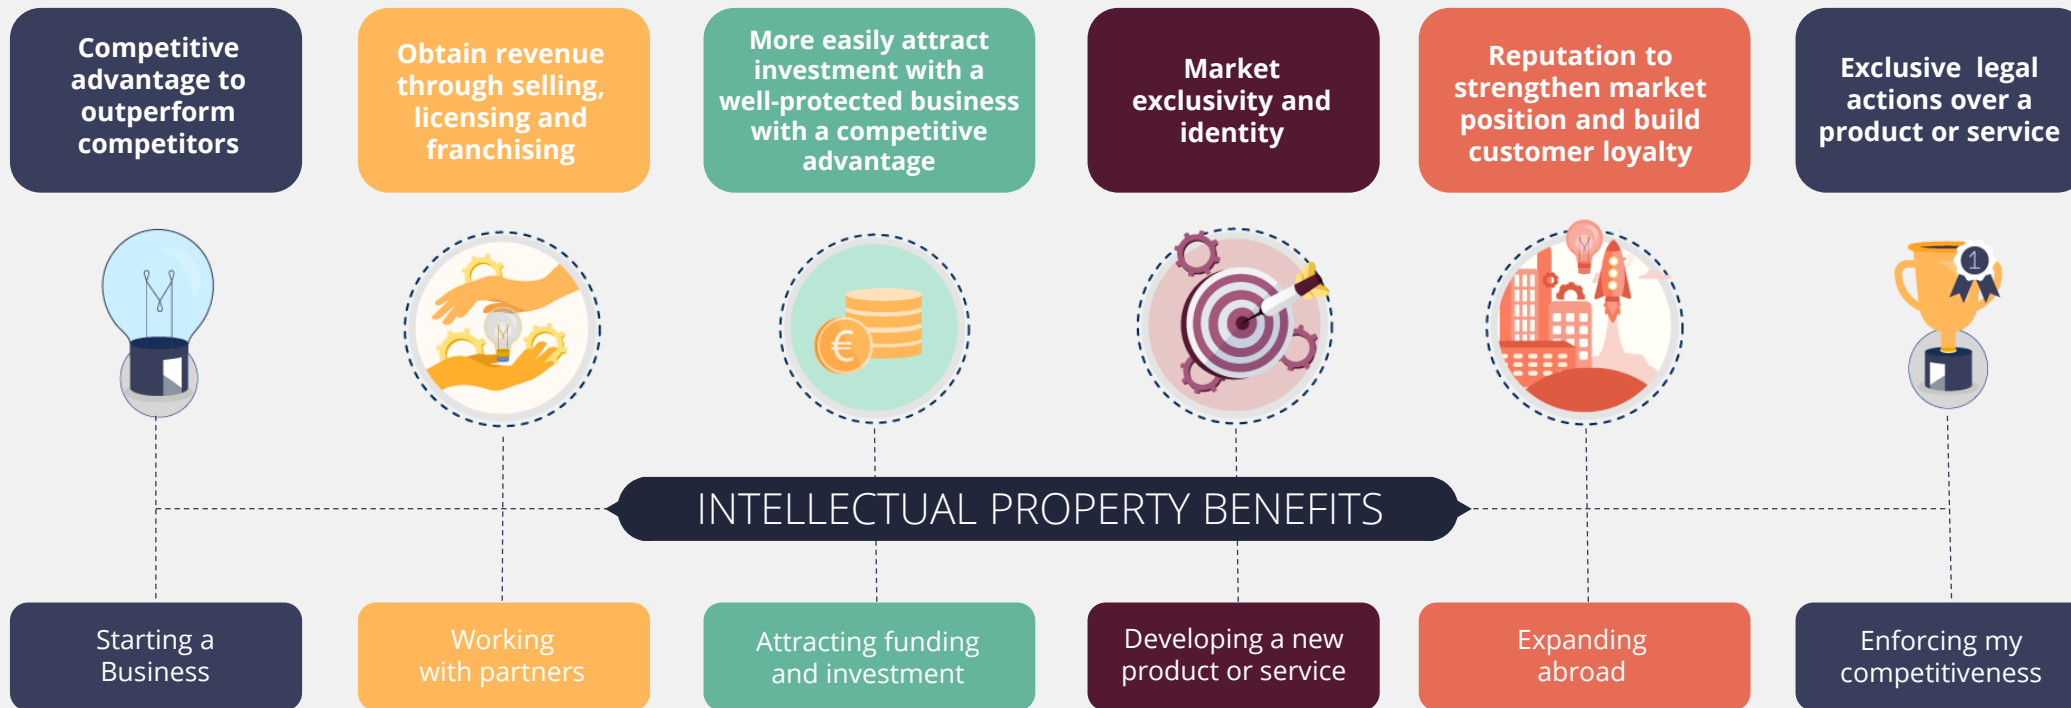 Competitive
advantage to
outperform
competitors
Obtain revenue
through selling,
licensing and
franchising
More easily attract
investment with a
well-protected business
with a competitive
advantage
Market
exclusivity and
identity
Reputation to
strengthen market
position and build
customer loyalty
Exclusive legal
actions over a
product or service
€
1
INTELLECTUAL PROPERTY BENEFITS
Starting a
Business
Working
with partners
Attracting funding
and investment
Developing a new
product or service
Expanding
abroad
Enforcing my
competitiveness